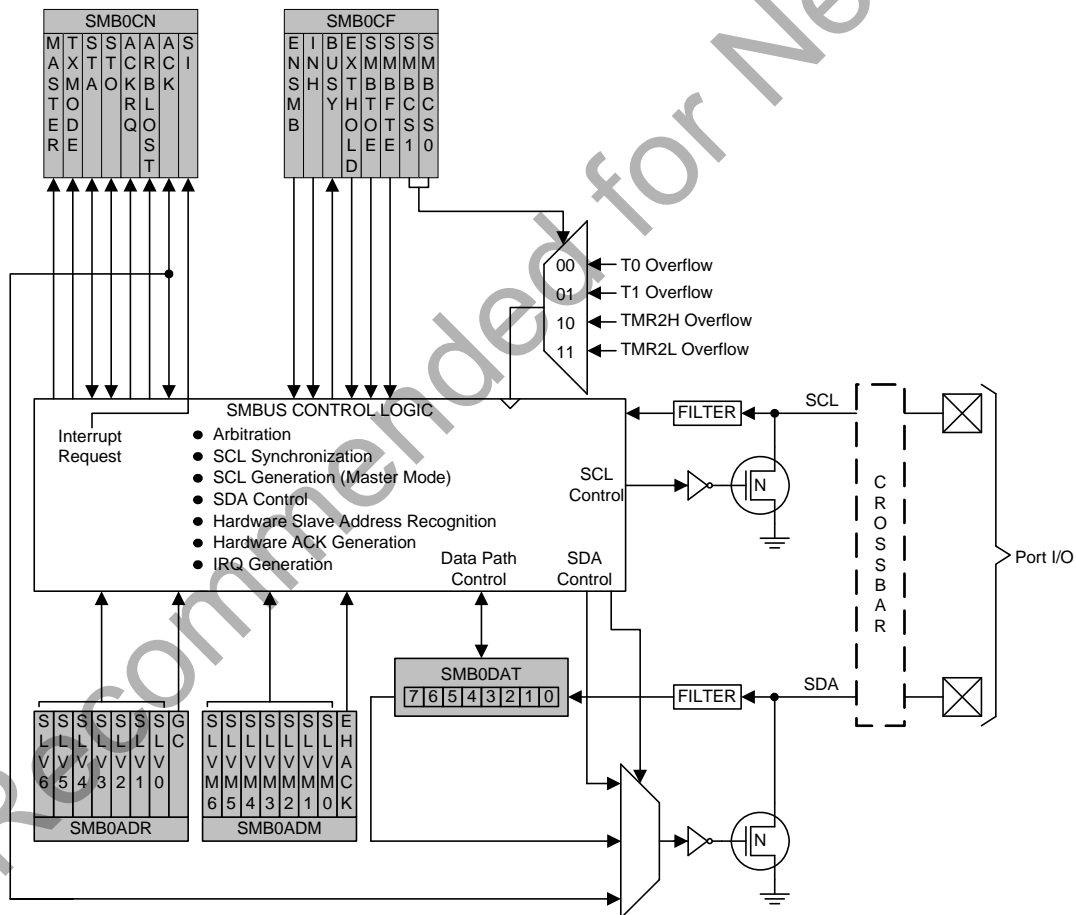 SMB0CN
MASTER
TXMODE
STA
STO
ACKRQ
ARBLOST
ACK
SI
SMB0CF
ENSMB
INH
BUSY
EXTHOLD
SMBTOE
SMBFTE
SMBCS1
SMBCS0
00
01
10
11
T0 Overflow
T1 Overflow
TMR2H Overflow
TMR2L Overflow
SMBUS CONTROL LOGIC
Interrupt
Request
● Arbitration
● SCL Synchronization
● SCL Generation (Master Mode)
● SDA Control
● Hardware Slave Address Recognition
● Hardware ACK Generation
● IRQ Generation
SCL
Control
Data Path
Control
SDA
Control
FILTER
SCL
N
CROSSBAR
Port I/O
SMB0DAT
7 6 5 4 3 2 1 0
FILTER
SDA
N
SLV6
SLV5
SLV4
SLV3
SLV2
SLV1
SLV0
GC
SMB0ADR
SLVM6
SLVM5
SLVM4
SLVM3
SLVM2
SLVM1
SLVM0
EHACK
SMB0ADM
Recommended for Ne